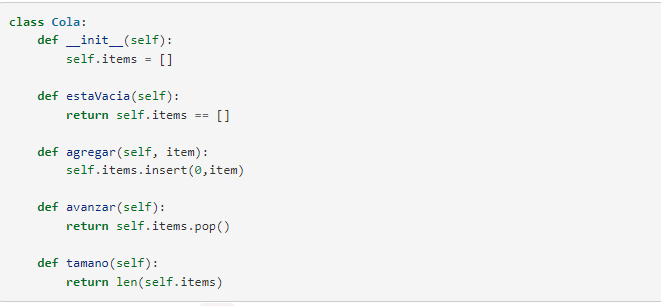 class Cola:
    def __init__(self):
        self.items = []

    def estaVacia(self):
        return self.items == []

    def agregar(self, item):
        self.items.insert(0,item)

    def avanzar(self):
        return self.items.pop()

    def tamano(self):
        return len(self.items)